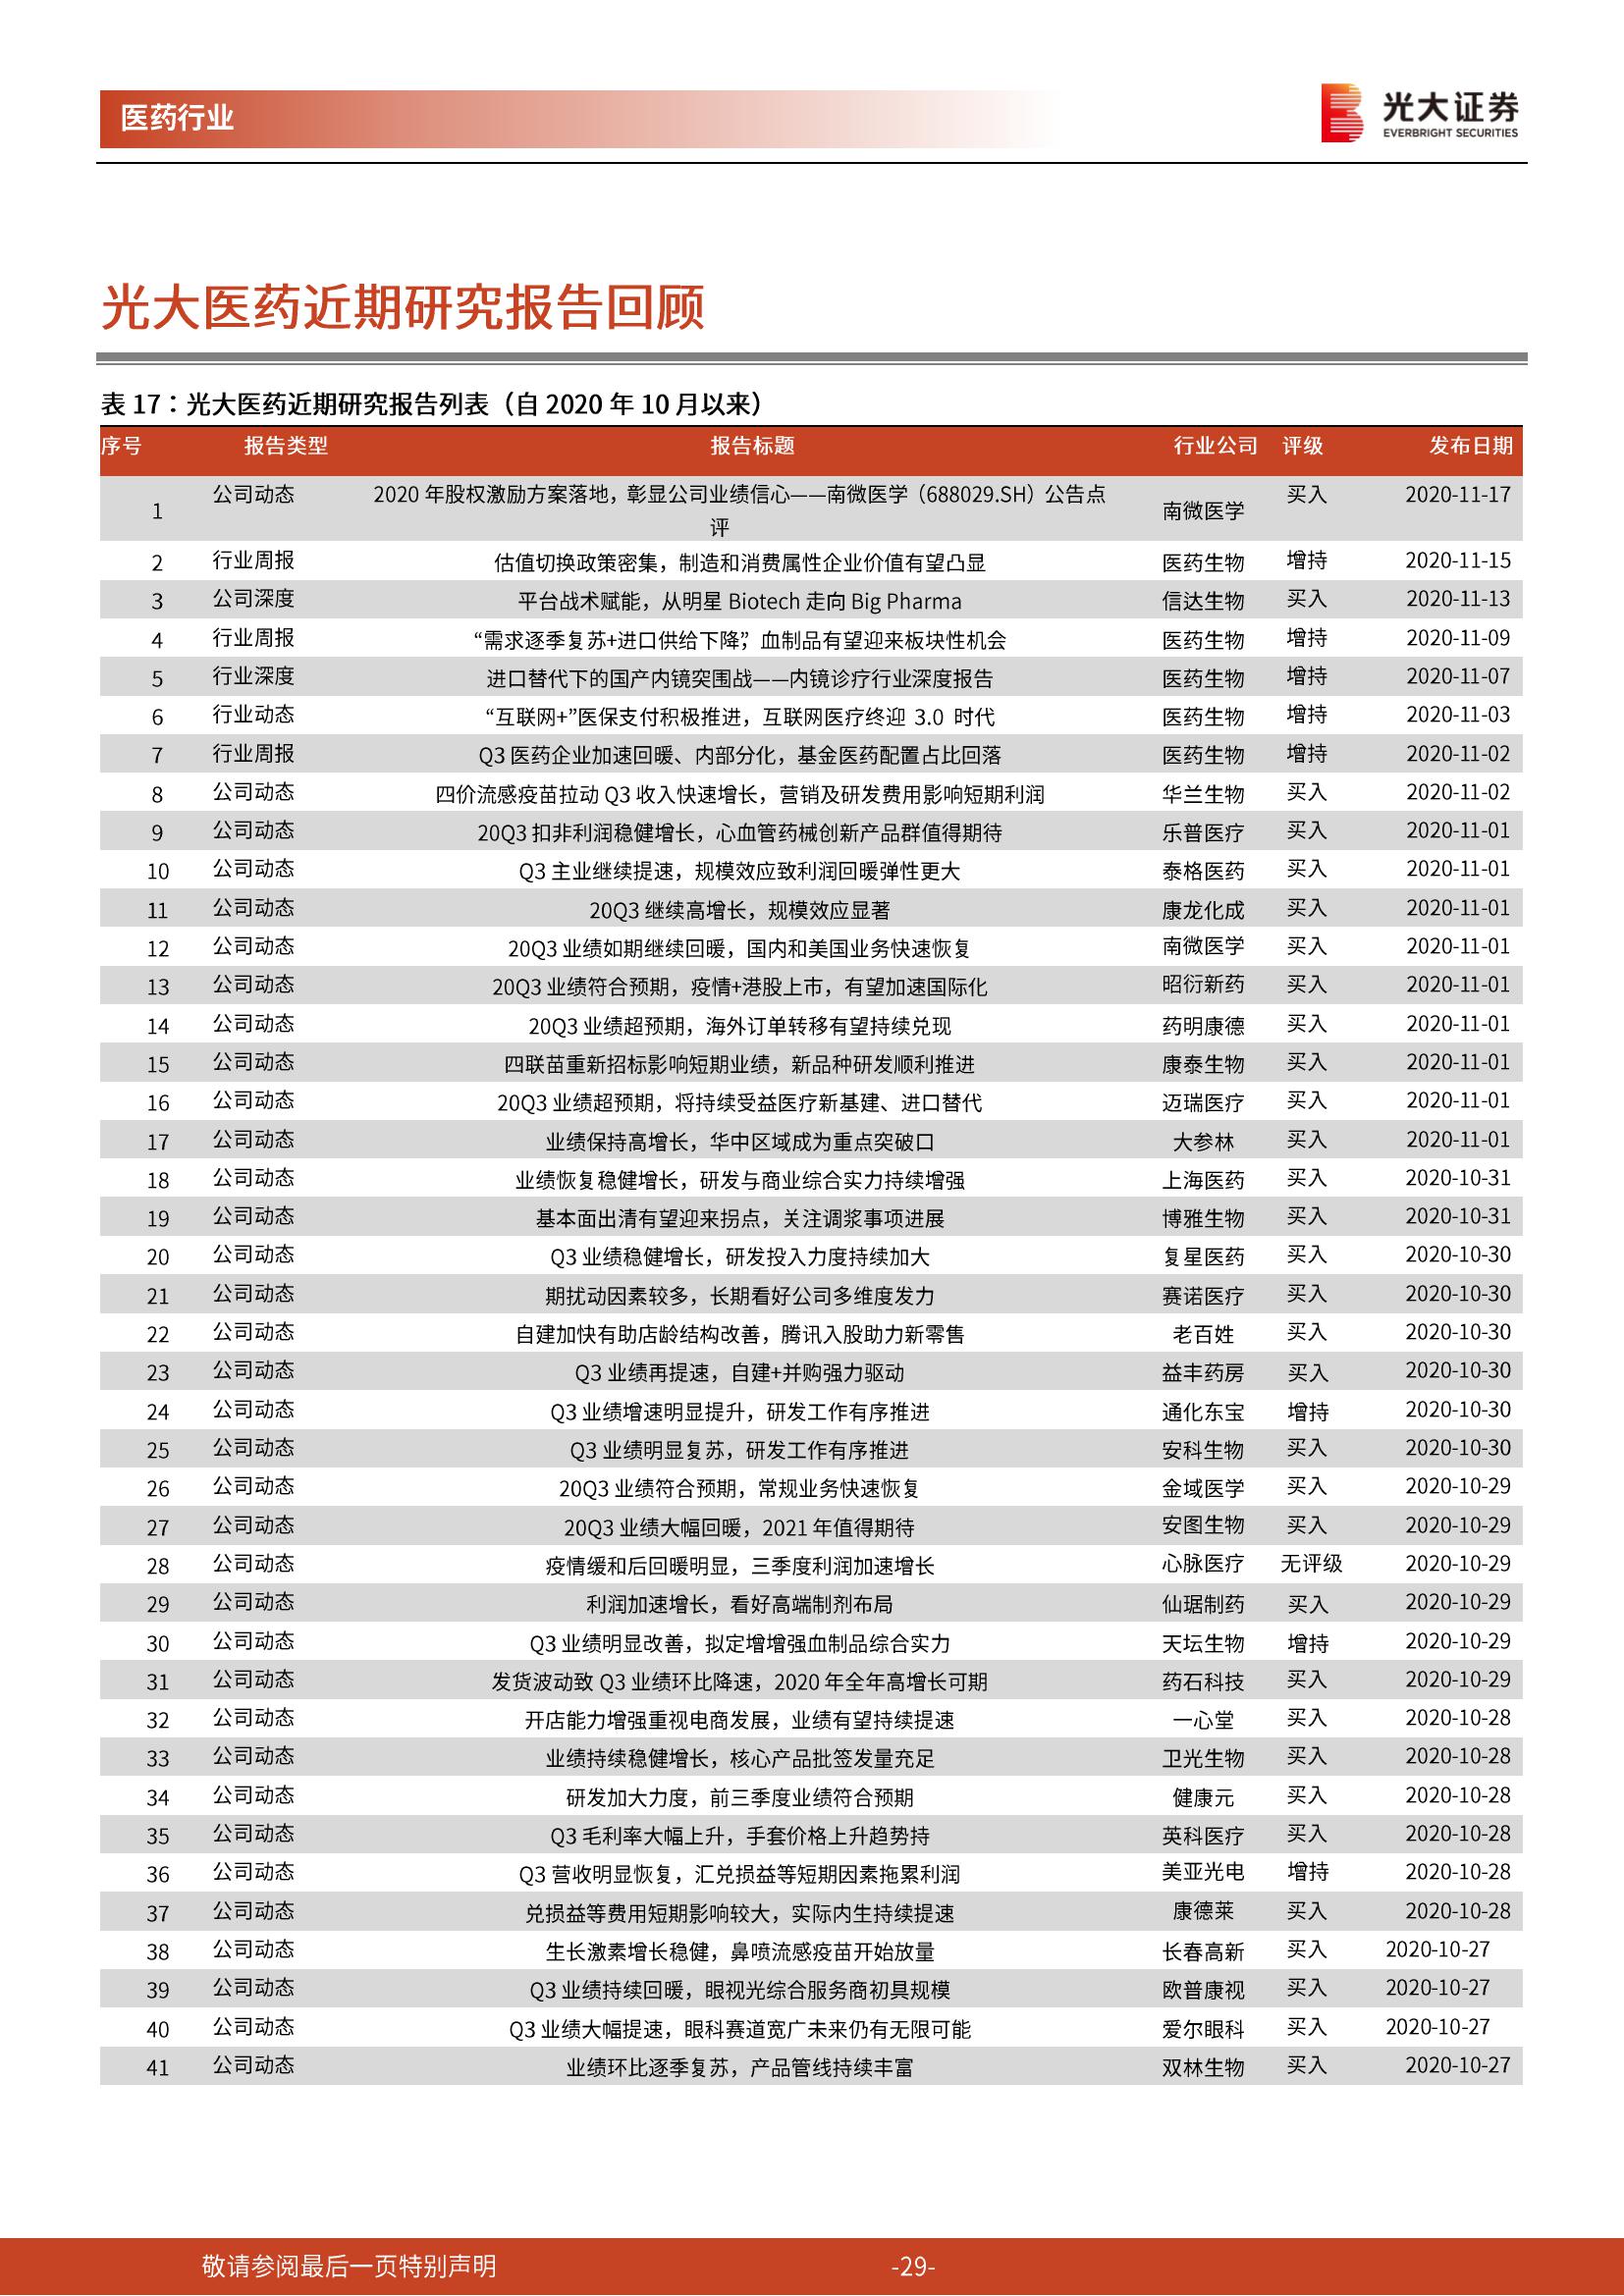 医药行业
光大证券
EVERBRIGHT SECURITIES
光大医药近期研究报告回顾
表 17：光大医药近期研究报告列表（自 2020 年 10 月以来）
序号 报告类型 报告标题 行业公司 评级 发布日期
1 公司动态 2020 年股权激励方案落地，彰显公司业绩信心——南微医学（688029.SH）公告点 南微医学 买入 2020-11-17
评
2 行业周报 估值切换政策密集，制造和消费属性企业价值有望凸显 医药生物 增持 2020-11-15
3 公司深度 平台战术赋能，从明星 Biotech 走向 Big Pharma 信达生物 买入 2020-11-13
4 行业周报 “需求逐季复苏+进口供给下降”，血制品有望迎来板块性机会 医药生物 增持 2020-11-09
5 行业深度 进口替代下的国产内镜突围战——内镜诊疗行业深度报告 医药生物 增持 2020-11-07
6 行业动态 “互联网+”医保支付积极推进，互联网医疗终迎 3.0 时代 医药生物 增持 2020-11-03
7 行业周报 Q3 医药企业加速回暖、内部分化，基金医药配置占比回落 医药生物 增持 2020-11-02
8 公司动态 四价流感疫苗拉动 Q3 收入快速增长，营销及研发费用影响短期利润 华兰生物 买入 2020-11-02
9 公司动态 20Q3 扣非利润稳健增长，心血管药械创新产品群值得期待 乐普医疗 买入 2020-11-01
10 公司动态 Q3 主业继续提速，规模效应致利润回暖弹性更大 泰格医药 买入 2020-11-01
11 公司动态 20Q3 继续高增长，规模效应显著 康龙化成 买入 2020-11-01
12 公司动态 20Q3 业绩如期继续回暖，国内和美国业务快速恢复 南微医学 买入 2020-11-01
13 公司动态 20Q3 业绩符合预期，疫情+港股上市，有望加速国际化 昭衍新药 买入 2020-11-01
14 公司动态 20Q3 业绩超预期，海外订单转移有望持续兑现 药明康德 买入 2020-11-01
15 公司动态 四联苗重新招标影响短期业绩，新品种研发顺利推进 康泰生物 买入 2020-11-01
16 公司动态 20Q3 业绩超预期，将持续受益医疗新基建、进口替代 迈瑞医疗 买入 2020-11-01
17 公司动态 业绩保持高增长，华中区域成为重点突破口 大参林 买入 2020-11-01
18 公司动态 业绩恢复稳健增长，研发与商业综合实力持续增强 上海医药 买入 2020-10-31
19 公司动态 基本面出清有望迎来拐点，关注调浆事项进展 博雅生物 买入 2020-10-31
20 公司动态 Q3 业绩稳健增长，研发投入力度持续加大 复星医药 买入 2020-10-30
21 公司动态 期扰动因素较多，长期看好公司多维度发力 赛诺医疗 买入 2020-10-30
22 公司动态 自建加快有助店龄结构改善，腾讯入股助力新零售 老百姓 买入 2020-10-30
23 公司动态 Q3 业绩再提速，自建+并购强力驱动 益丰药房 买入 2020-10-30
24 公司动态 Q3 业绩增速明显提升，研发工作有序推进 通化东宝 增持 2020-10-30
25 公司动态 Q3 业绩明显复苏，研发工作有序推进 安科生物 买入 2020-10-30
26 公司动态 20Q3 业绩符合预期，常规业务快速恢复 金域医学 买入 2020-10-29
27 公司动态 20Q3 业绩大幅回暖，2021 年值得期待 安图生物 买入 2020-10-29
28 公司动态 疫情缓和后回暖明显，三季度利润加速增长 心脉医疗 无评级 2020-10-29
29 公司动态 利润加速增长，看好高端制剂布局 仙琚制药 买入 2020-10-29
30 公司动态 Q3 业绩明显改善，拟定增增强血制品综合实力 天坛生物 增持 2020-10-29
31 公司动态 发货波动致 Q3 业绩环比降速，2020 年全年高增长可期 药石科技 买入 2020-10-29
32 公司动态 开店能力增强重视电商发展，业绩有望持续提速 一心堂 买入 2020-10-28
33 公司动态 业绩持续稳健增长，核心产品批签发量充足 卫光生物 买入 2020-10-28
34 公司动态 研发加大力度，前三季度业绩符合预期 健康元 买入 2020-10-28
35 公司动态 Q3 毛利率大幅上升，手套价格上升趋势持 英科医疗 买入 2020-10-28
36 公司动态 Q3 营收明显恢复，汇兑损益等短期因素拖累利润 美亚光电 增持 2020-10-28
37 公司动态 兑损益等费用短期影响较大，实际内生持续提速 康德莱 买入 2020-10-28
38 公司动态 生长激素增长稳健，鼻喷流感疫苗开始放量 长春高新 买入 2020-10-27
39 公司动态 Q3 业绩持续回暖，眼视光综合服务商初具规模 欧普康视 买入 2020-10-27
40 公司动态 Q3 业绩大幅提速，眼科赛道宽广未来仍有无限可能 爱尔眼科 买入 2020-10-27
41 公司动态 业绩环比逐季复苏，产品管线持续丰富 双林生物 买入 2020-10-27
敬请参阅最后一页特别声明 -29-